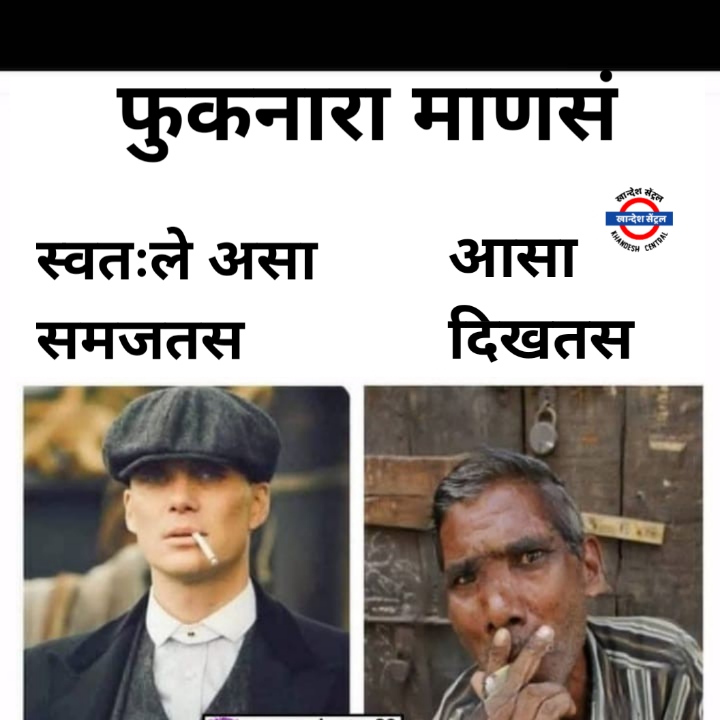 फुकनारा माणसं
खान्देश सेंट्रल
खान्देश सेंट्रल
KHANDESH CENTRAL
स्वतःले असा
समजतस
आसा
दिखतस